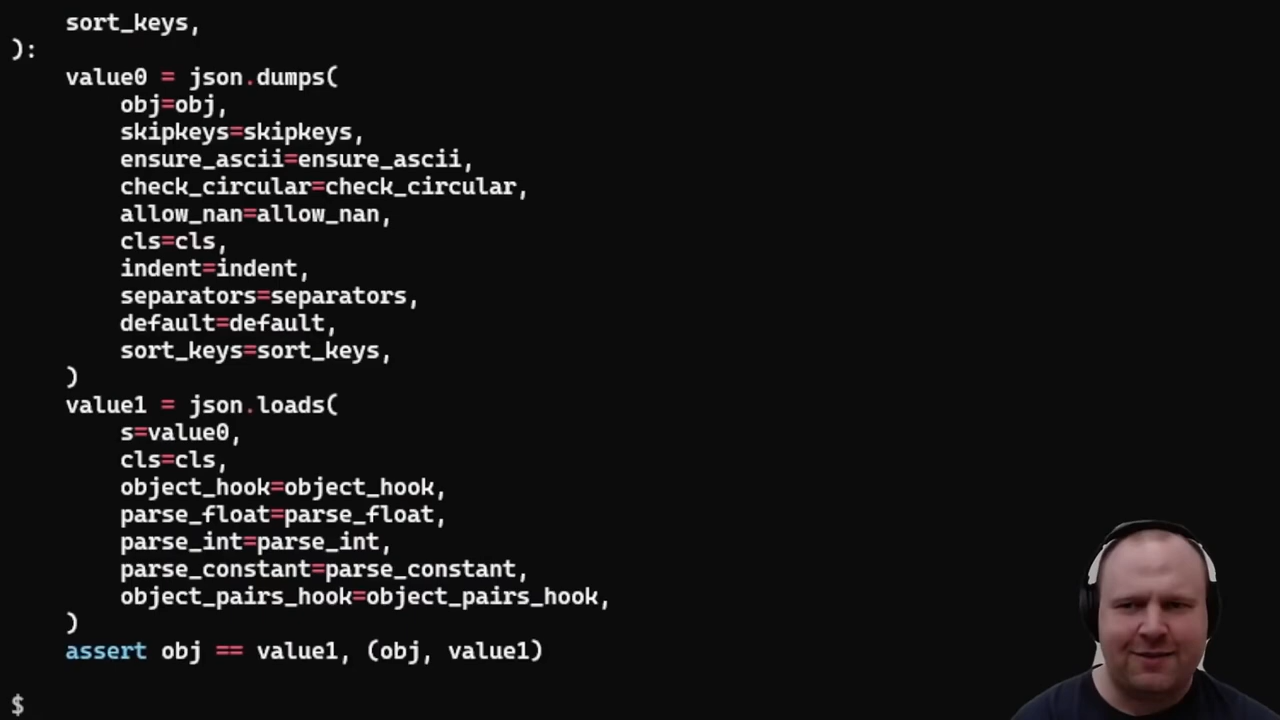 sort_keys,
):
    value0 = json.dumps(
        obj=obj,
        skipkeys=skipkeys,
        ensure_ascii=ensure_ascii,
        check_circular=check_circular,
        allow_nan=allow_nan,
        cls=cls,
        indent=indent,
        separators=separators,
        default=default,
        sort_keys=sort_keys,
    )
    value1 = json.loads(
        s=value0,
        cls=cls,
        object_hook=object_hook,
        parse_float=parse_float,
        parse_int=parse_int,
        parse_constant=parse_constant,
        object_pairs_hook=object_pairs_hook,
    )
    assert obj == value1, (obj, value1)
$